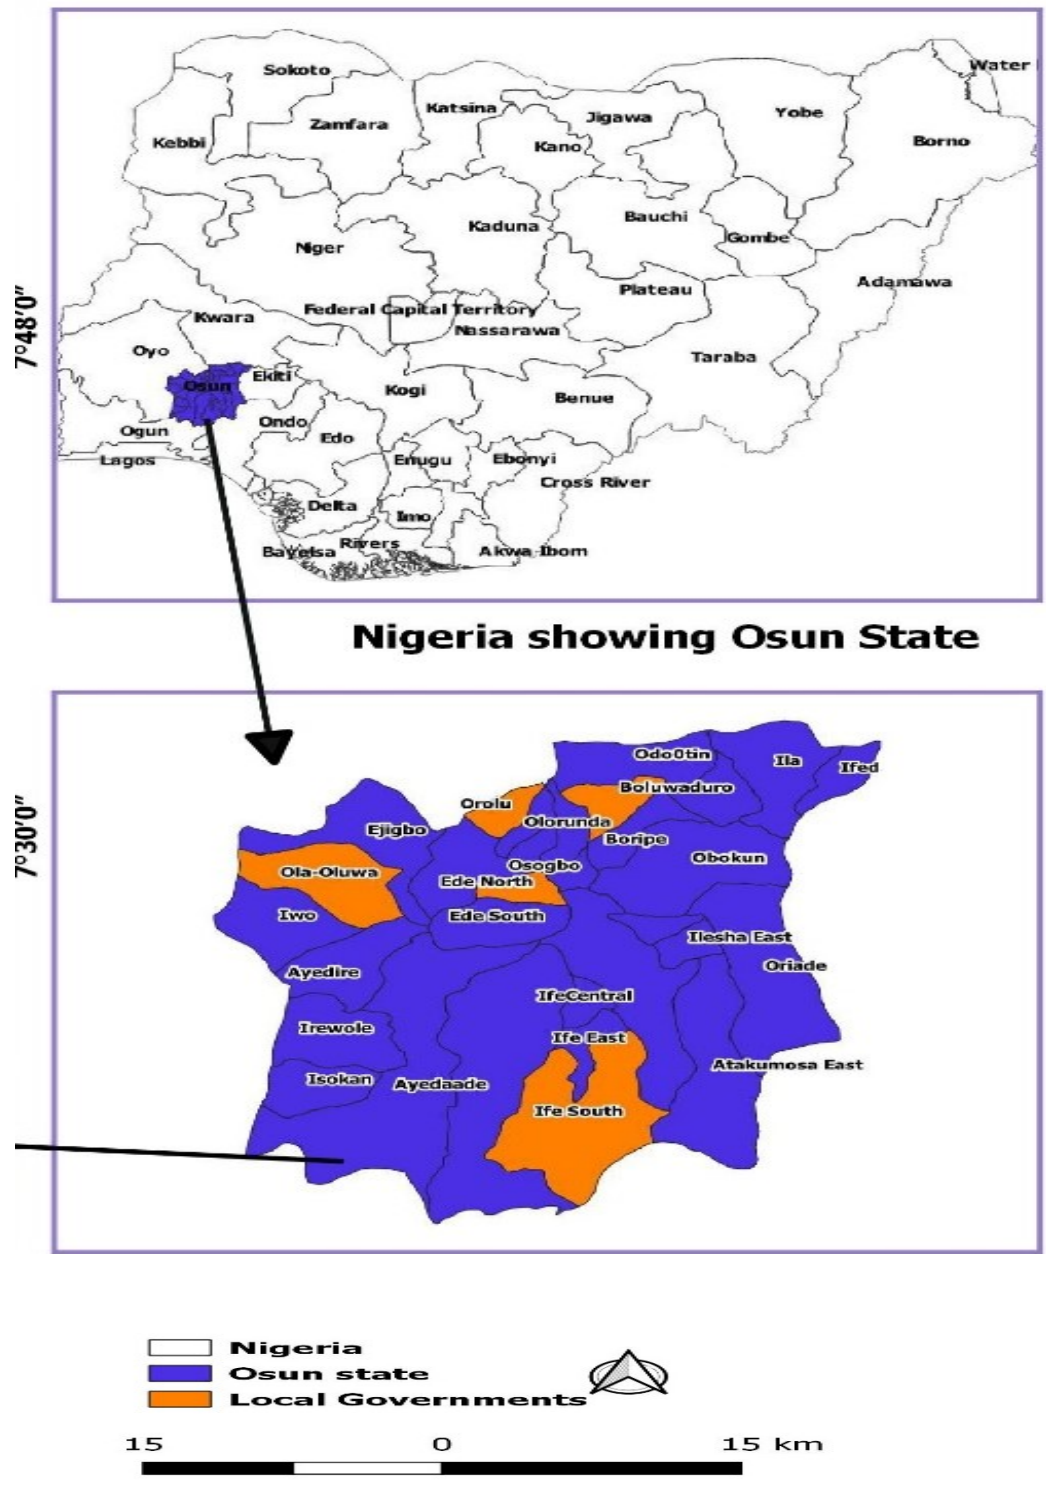 Sokoto
Water
Katsina
Yobe
Jigawa
Zamfara
Kebbi
Kano
Borno
Bauchi
Kaduna
Gombe
Niger
Adamawa
Plateau
Federal Capital Territory
Kwara
Nassarawa
7°48'0"
Oyo
Taraba
Ekiti
Osun
Kogi
Benue
Ondo
Ogun
Edo
Lagos
Enugu
Ebonyi
Cross River
Delta
Imo
Rivers
Bayelsa
Akwa Ibom
Nigeria showing Osun State
Odo0tin
Ila
Ifed
Boluwaduro
Orolu
Olorunda
Ejigbo
Boripe
7°30'0"
Obokun
Osogbo
Ola-Oluwa
Ede North
Iwo
Ede South
Ilesha East
Oriade
Ayedire
IfeCentral
Irewole
Ife East
Atakumosa East
Isokan
Ayedaade
Ife South
Nigeria
Osun state
Local Governments
15 0 15 km